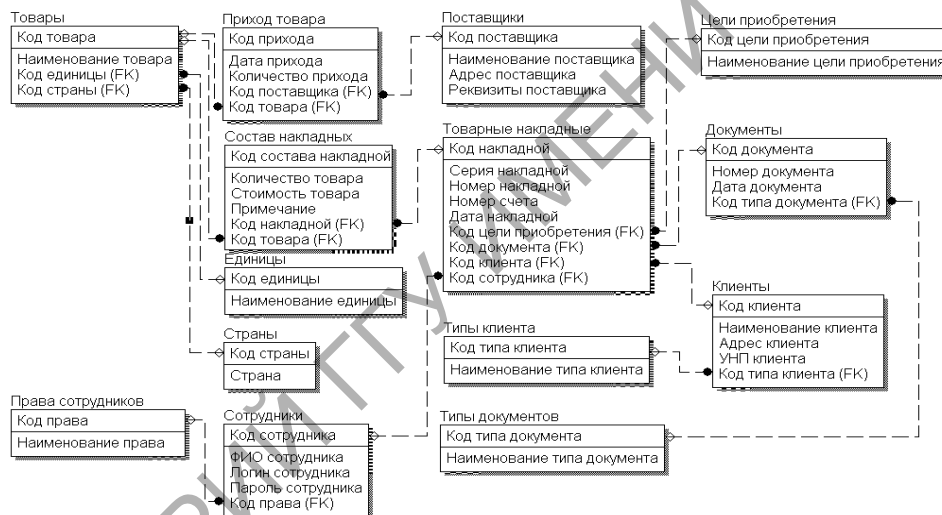 Товары
Код товара
Наименование товара
Код единицы (FK)
Код страны (FK)
Приход товара
Код прихода
Дата прихода
Количество прихода
Код поставщика (FK)
Код товара (FK)
Поставщики
Код поставщика
Наименование поставщика
Адрес поставщика
Реквизиты поставщика
Цели приобретения
Код цели приобретения
Наименование цели приобретения
Состав накладных
Код состава накладной
Количество товара
Стоимость товара
Примечание
Код накладной (FK)
Код товара (FK)
Товарные накладные
Код накладной
Серия накладной
Номер накладной
Номер счета
Дата накладной
Код цели приобретения (FK)
Код документа (FK)
Код клиента (FK)
Код сотрудника (FK)
Документы
Код документа
Номер документа
Дата документа
Код типа документа (FK)
Единицы
Код единицы
Наименование единицы
Страны
Код страны
Страна
Типы клиента
Код типа клиента
Наименование типа клиента
Клиенты
Код клиента
Наименование клиента
Адрес клиента
УНП клиента
Код типа клиента (FK)
Права сотрудников
Код права
Наименование права
Сотрудники
Код сотрудника
ФИО сотрудника
Логин сотрудника
Пароль сотрудника
Код права (FK)
Типы документов
Код типа документа
Наименование типа документа
ГГУ ИМЕНИ